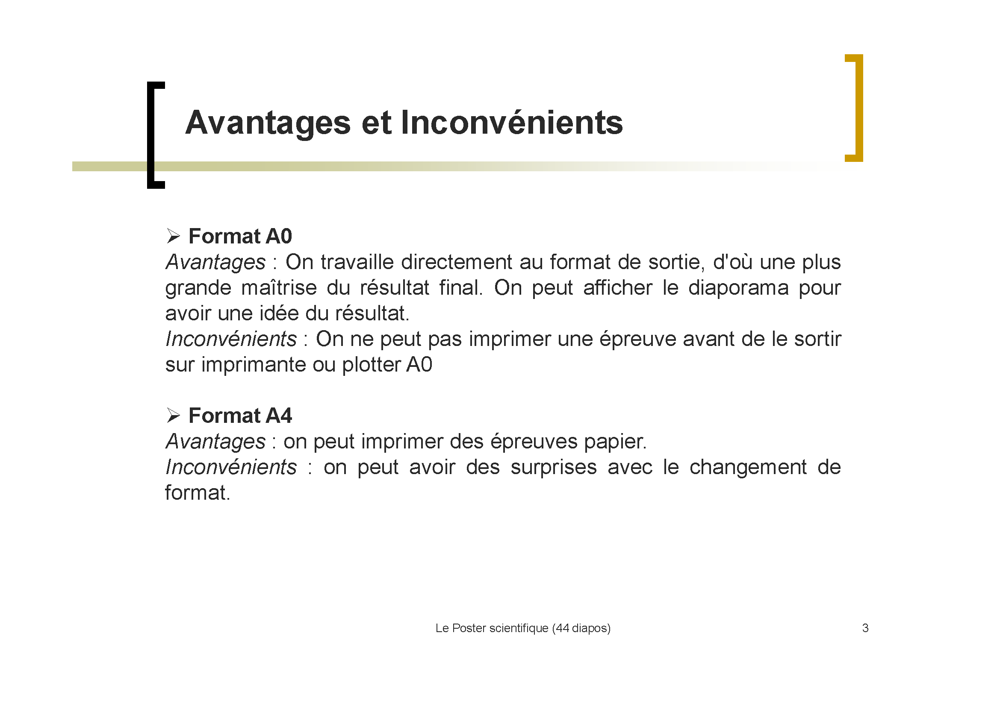 Avantages et Inconvénients
➢ Format A0
Avantages : On travaille directement au format de sortie, d'où une plus
grande maîtrise du résultat final. On peut afficher le diaporama pour
avoir une idée du résultat.
Inconvénients : On ne peut pas imprimer une épreuve avant de le sortir
sur imprimante ou plotter A0
➢ Format A4
Avantages : on peut imprimer des épreuves papier.
Inconvénients : on peut avoir des surprises avec le changement de
format.
Le Poster scientifique (44 diapos)
3